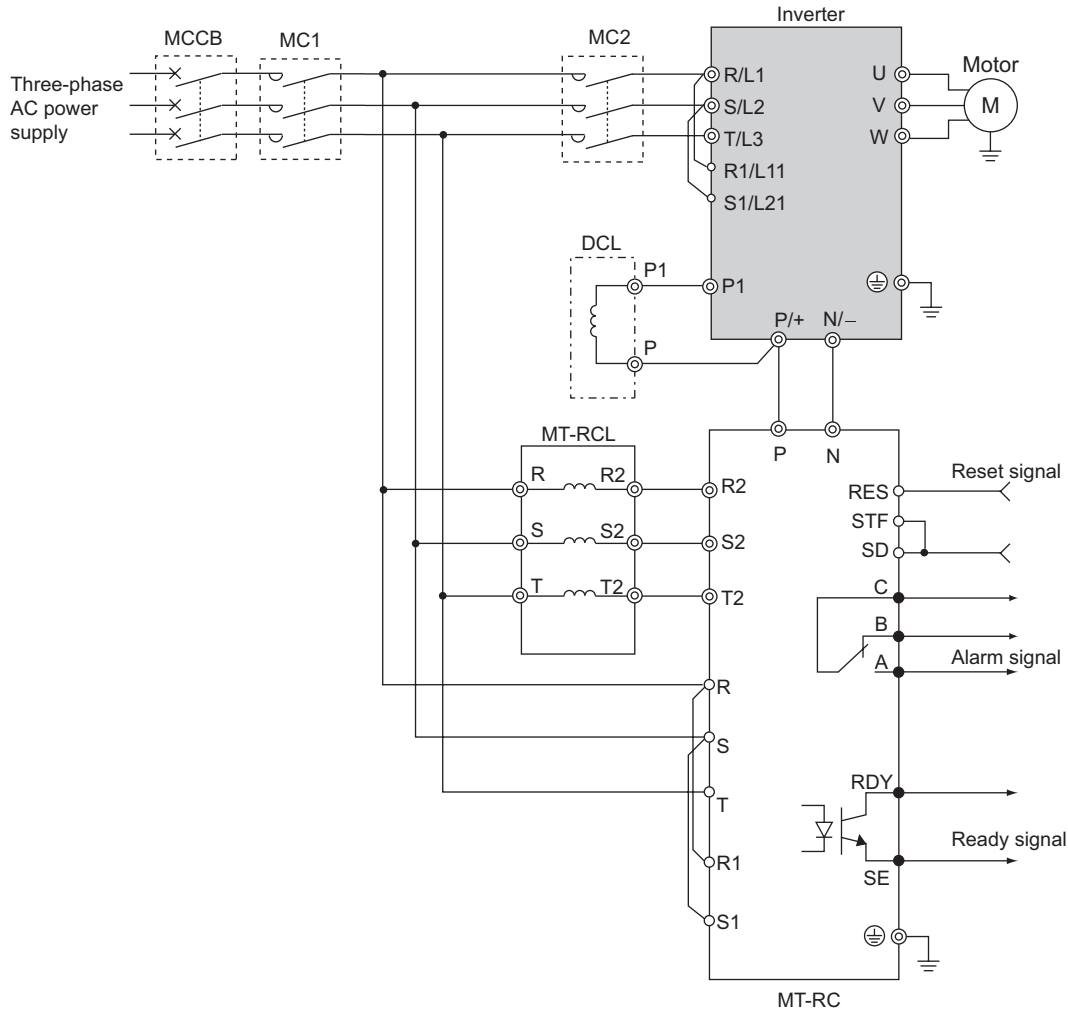 Inverter
MCCB
MC1
MC2
Three-phase
AC power
supply
R/L1
S/L2
T/L3
R1/L11
S1/L21
U
V
W
Motor
M
DCL
P1
P
P1
P/+
N/−
MT-RCL
R
R2
S
S2
T
T2
P
N
R2
S2
T2
R
S
T
R1
S1
RES
STF
SD
C
B
A
RDY
SE
Reset signal
Alarm signal
Ready signal
MT-RC